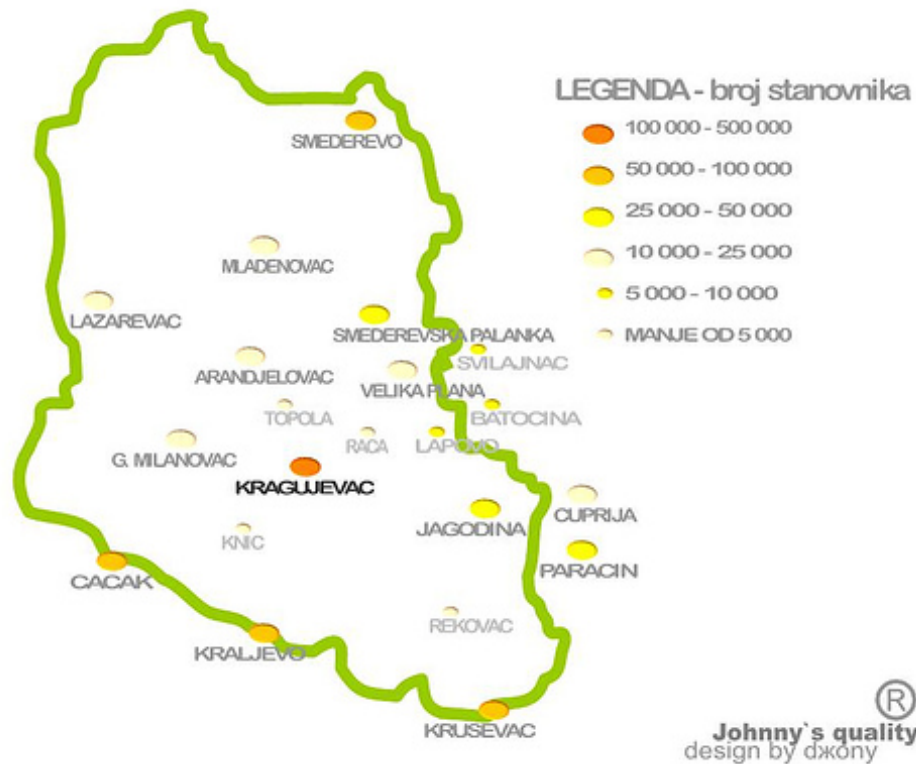 LEGENDA - broj stanovnika
100 000 - 500 000
50 000 - 100 000
25 000 - 50 000
10 000 - 25 000
5 000 - 10 000
MANJE OD 5 000
SMEDEREVO
MLADENOVAC
LAZAREVAC
SMEDEREVSKA PALANKA
SVILAJNAC
ARANDJELOVAC
VELIKA PLANA
TOPOLA
BATOCINA
RACA
LAPOVO
G. MILANOVAC
KRAGUJEVAC
JAGODINA
CUPRIJA
KNIC
PARACIN
CACAK
REKOVAC
KRALJEVO
KRUSEVAC
®
Johnny`s quality
design by džony